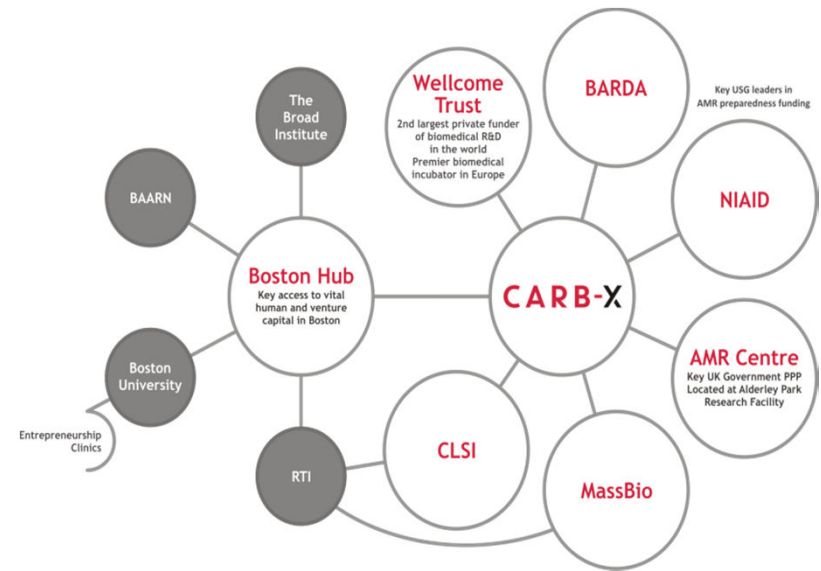 The
Broad
Institute
Wellcome
Trust
2nd largest private funder
of biomedical R&D
in the world
Premier biomedical
incubator in Europe
BARDA
Key USG leaders in
AMR preparedness funding
BAARN
NIAID
Boston Hub
Key access to vital
human and venture
capital in Boston
CARB-X
Boston
University
AMR Centre
Key UK Government PPP
Located at Alderley Park
Research Facility
Entrepreneurship
Clinics
RTI
CLSI
MassBio